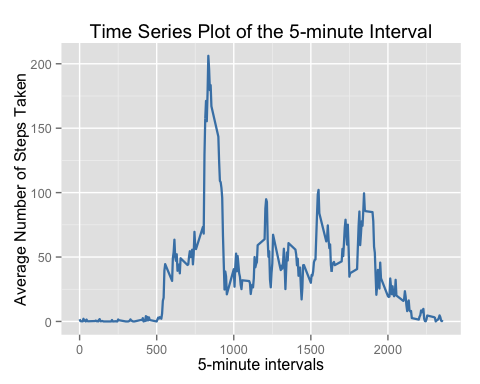 Time Series Plot of the 5-minute Interval
Average Number of Steps Taken
200
150
100
50
0
0 500 1000 1500 2000
5-minute intervals